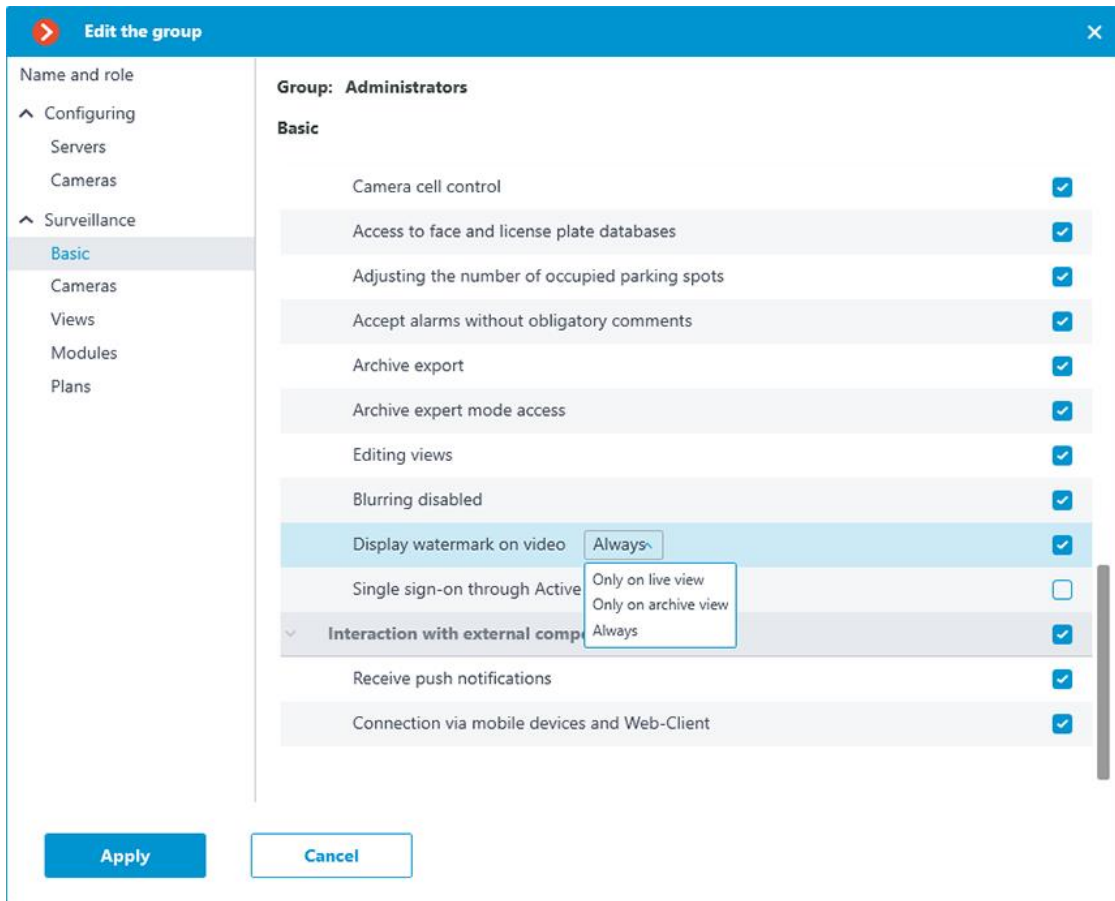 Edit the group
Name and role
Configuring
Servers
Cameras
Surveillance
Basic
Cameras
Views
Modules
Plans
Group: Administrators
Basic
Camera cell control
Access to face and license plate databases
Adjusting the number of occupied parking spots
Accept alarms without obligatory comments
Archive export
Archive expert mode access
Editing views
Blurring disabled
Display watermark on video Always
Only on live view
Only on archive view
Always
Single sign-on through Active
Interaction with external comp
Receive push notifications
Connection via mobile devices and Web-Client
Apply Cancel